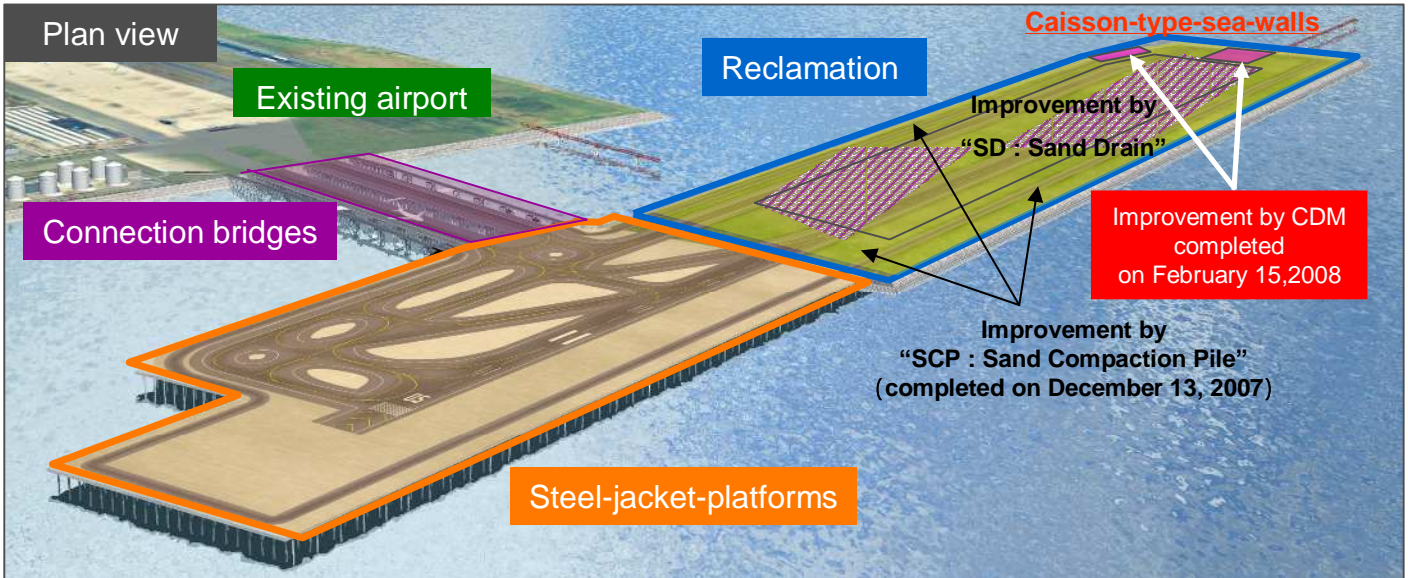 Plan view
Caisson-type-sea-walls
Reclamation
Existing airport
Improvement by
“SD : Sand Drain”
Connection bridges
Improvement by CDM
completed
on February 15,2008
Improvement by
“SCP : Sand Compaction Pile”
(completed on December 13, 2007)
05
Steel-jacket-platforms